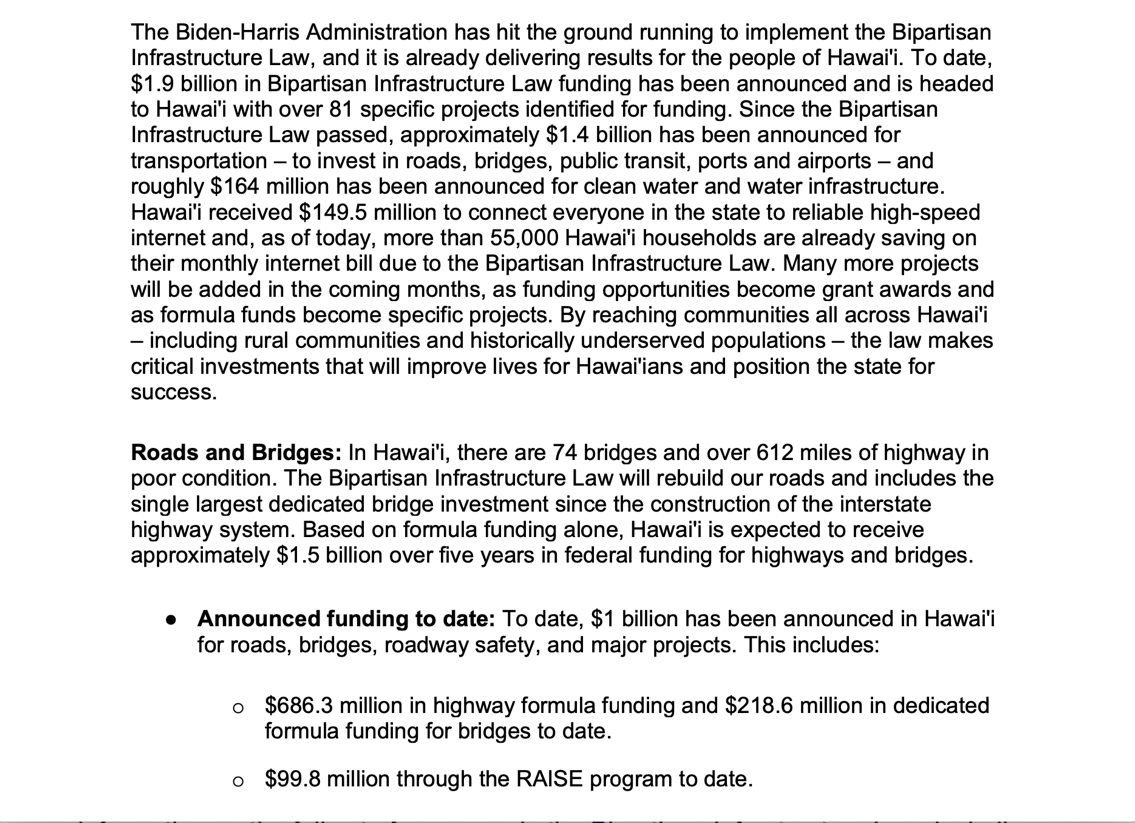 The Biden-Harris Administration has hit the ground running to implement the Bipartisan
Infrastructure Law, and it is already delivering results for the people of Hawai'i. To date,
$1.9 billion in Bipartisan Infrastructure Law funding has been announced and is headed
to Hawai'i with over 81 specific projects identified for funding. Since the Bipartisan
Infrastructure Law passed, approximately $1.4 billion has been announced for
transportation – to invest in roads, bridges, public transit, ports and airports – and
roughly $164 million has been announced for clean water and water infrastructure.
Hawai'i received $149.5 million to connect everyone in the state to reliable high-speed
internet and, as of today, more than 55,000 Hawai'i households are already saving on
their monthly internet bill due to the Bipartisan Infrastructure Law. Many more projects
will be added in the coming months, as funding opportunities become grant awards and
as formula funds become specific projects. By reaching communities all across Hawai'i
– including rural communities and historically underserved populations – the law makes
critical investments that will improve lives for Hawai'ians and position the state for
success.
Roads and Bridges: In Hawai'i, there are 74 bridges and over 612 miles of highway in
poor condition. The Bipartisan Infrastructure Law will rebuild our roads and includes the
single largest dedicated bridge investment since the construction of the interstate
highway system. Based on formula funding alone, Hawai'i is expected to receive
approximately $1.5 billion over five years in federal funding for highways and bridges.
● Announced funding to date: To date, $1 billion has been announced in Hawai'i
for roads, bridges, roadway safety, and major projects. This includes:
○ $686.3 million in highway formula funding and $218.6 million in dedicated
formula funding for bridges to date.
○ $99.8 million through the RAISE program to date.